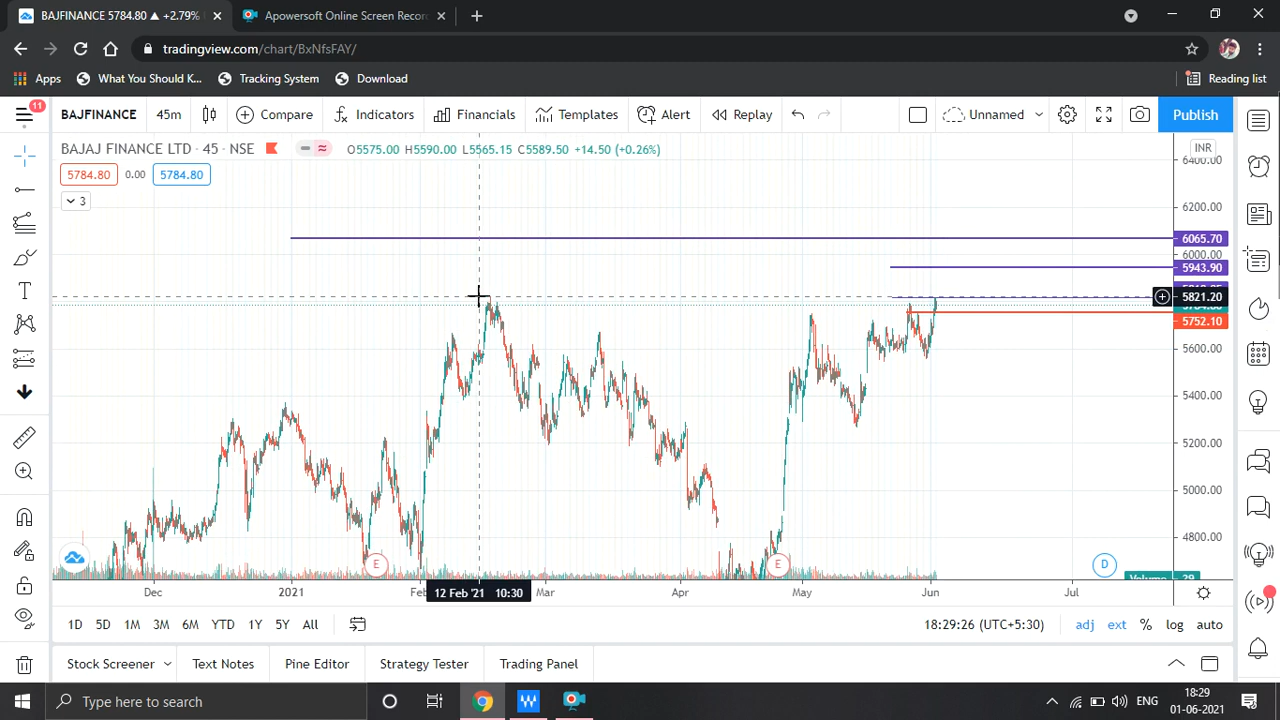 BAJFINANCE 5784.80 ▲ +2.79%
Apowersoft Online Screen Recor
tradingview.com/chart/BxNfsFAY/
Apps What You Should K... Tracking System Download Reading list
11
BAJFINANCE 45m Compare Indicators Financials Templates Alert Replay Unnamed Publish
BAJAJ FINANCE LTD · 45 · NSE O5575.00 H5590.00 L5565.15 C5589.50 +14.50 (+0.26%)
INR
5784.80 0.00 5784.80
3
6400.00
6200.00
6065.70
6000.00
5943.90
5821.20
5752.10
5600.00
5400.00
5200.00
5000.00
4800.00
E E D
Volume
Dec 2021 Feb 12 Feb '21 10:30 Mar Apr May Jun Jul
1D 5D 1M 3M 6M YTD 1Y 5Y All 18:29:26 (UTC+5:30) adj ext % log auto
Stock Screener Text Notes Pine Editor Strategy Tester Trading Panel
Type here to search ENG 18:29
01-06-2021